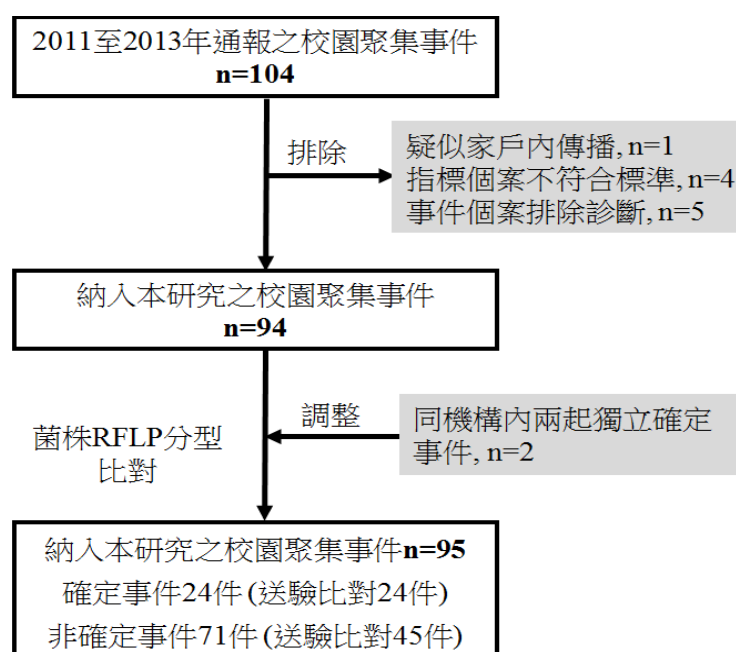 2011至2013年通報之校園聚集事件
n=104
排除
疑似家戶內傳播, n=1
指標個案不符合標準, n=4
事件個案排除診斷, n=5
納入本研究之校園聚集事件
n=94
菌株RFLP分型
比對
調整
同機構內兩起獨立確定
事件, n=2
納入本研究之校園聚集事件n=95
確定事件24件 (送驗比對24件)
非確定事件71件 (送驗比對45件)